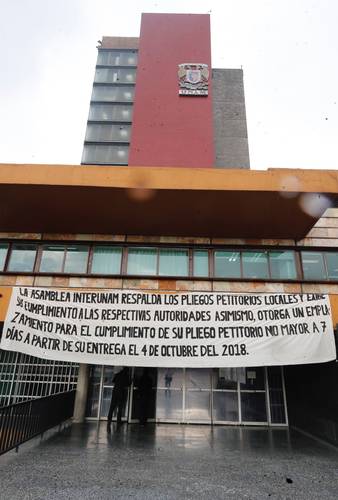 U.N.A.M.
LA ASAMBLEA INTERUNAM RESPALDA LOS PLIEGOS PETITORIOS LOCALES Y EXIGE
SU CUMPLIMIENTO A LAS RESPECTIVAS AUTORIDADES ASIMISMO, OTORGA UN EMPLA-
ZAMIENTO PARA EL CUMPLIMIENTO DE SU PLIEGO PETITORIO NO MAYOR A 7
DÍAS A PARTIR DE SU ENTREGA EL 4 DE OCTUBRE DEL 2018.